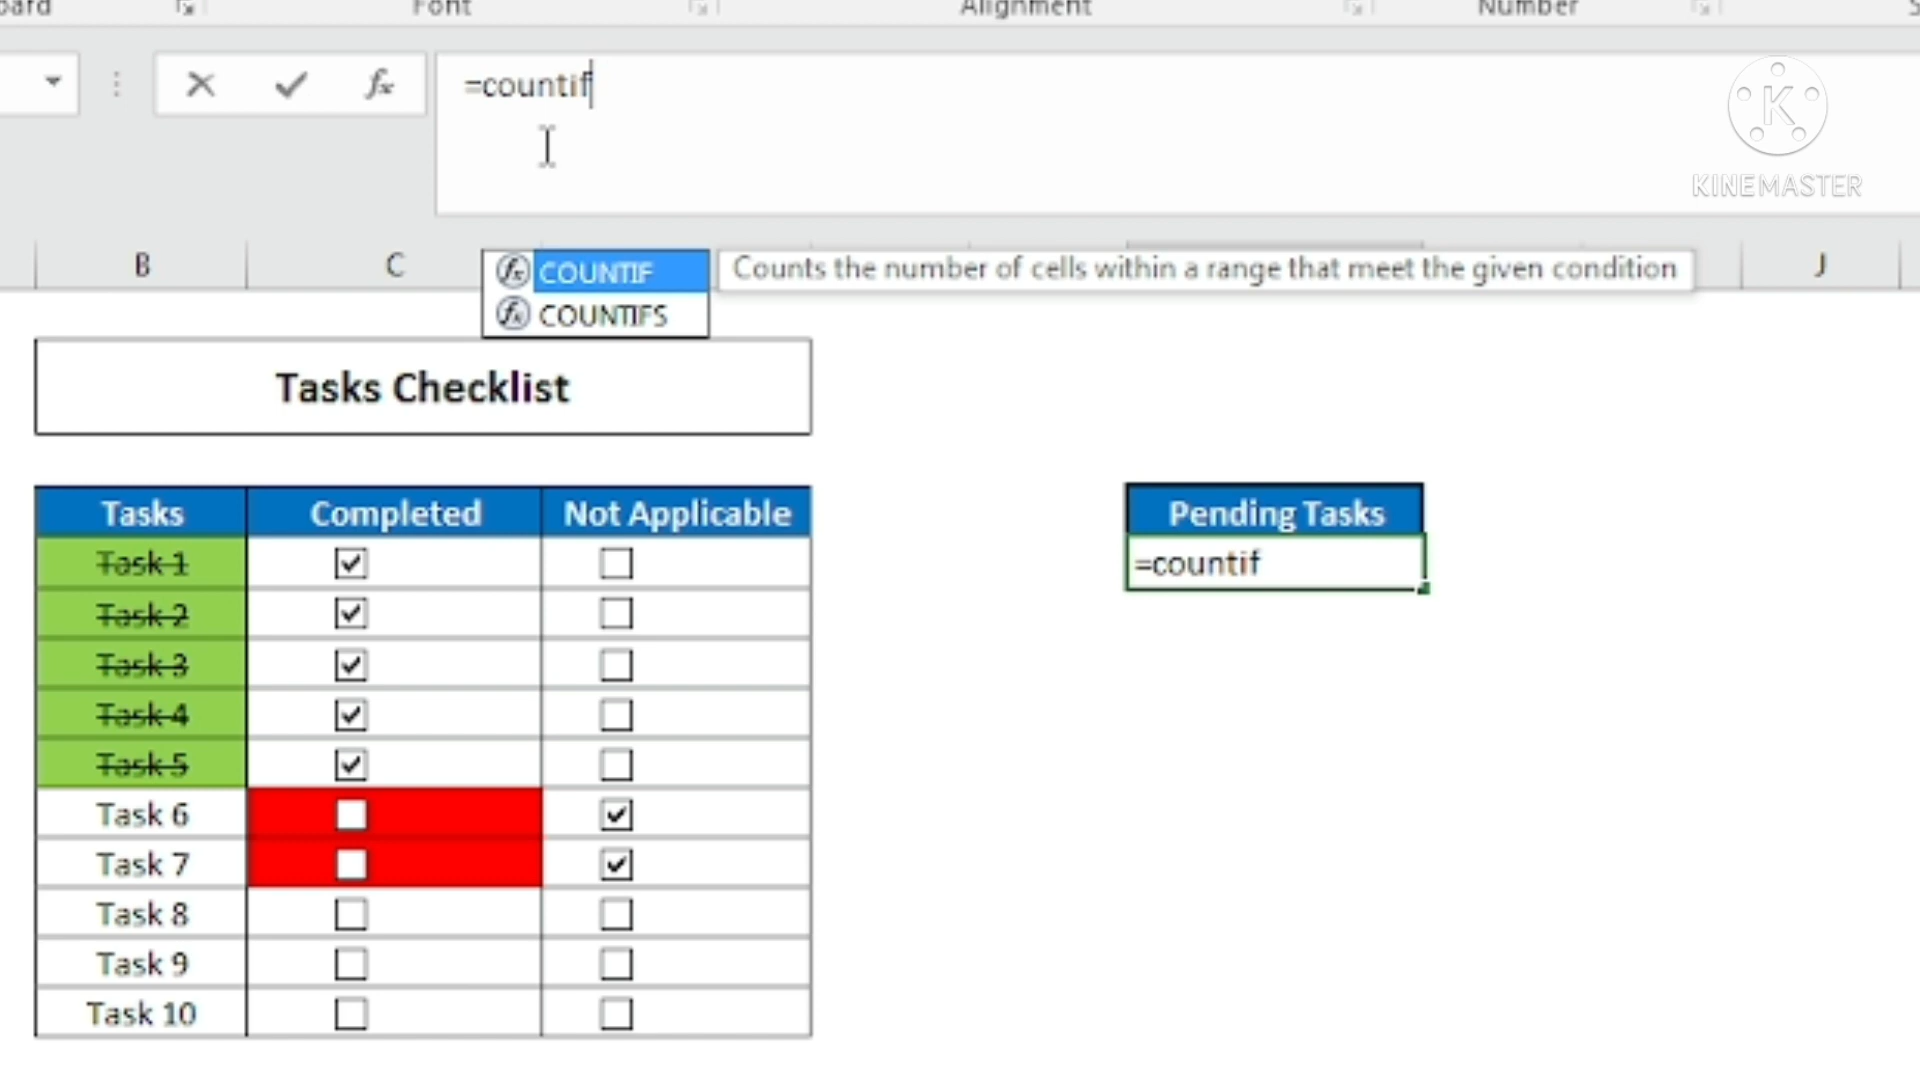 Font
Alignment
Number
=countif
KINEMASTER
B
C
J
COUNTIF
Counts the number of cells within a range that meet the given condition
COUNTIFS
Tasks Checklist
Tasks
Completed
Not Applicable
Pending Tasks
Task 1
=countif
Task 2
Task 3
Task 4
Task 5
Task 6
Task 7
Task 8
Task 9
Task 10